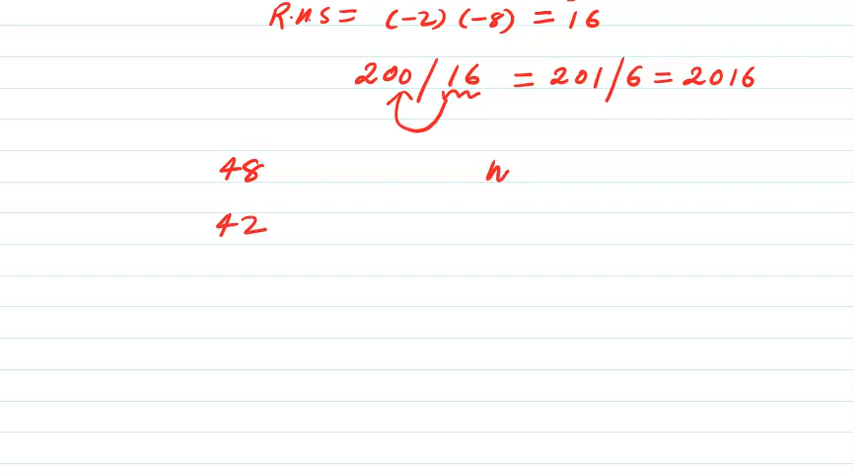 R.H.S = (-2) (-8) = 16
200/16 = 201/6 = 2016
48
42